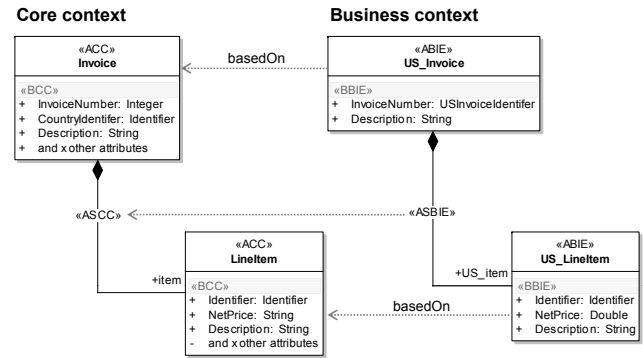 Core context
Business context
«ACC»
Invoice
«BCC»
+ InvoiceNumber: Integer
+ CountryIdentifer: Identifier
+ Description: String
+ and x other attributes
basedOn
«ABIE»
US_Invoice
«BBIE»
+ InvoiceNumber: USInvoiceIdentifer
+ Description: String
«ASCC»
«ASBIE»
+item
«ACC»
LineItem
«BCC»
+ Identifier: Identifier
+ NetPrice: String
+ Description: String
- and x other attributes
basedOn
+US_item
«ABIE»
US_LineItem
«BBIE»
+ Identifier: Identifier
+ NetPrice: Double
+ Description: String